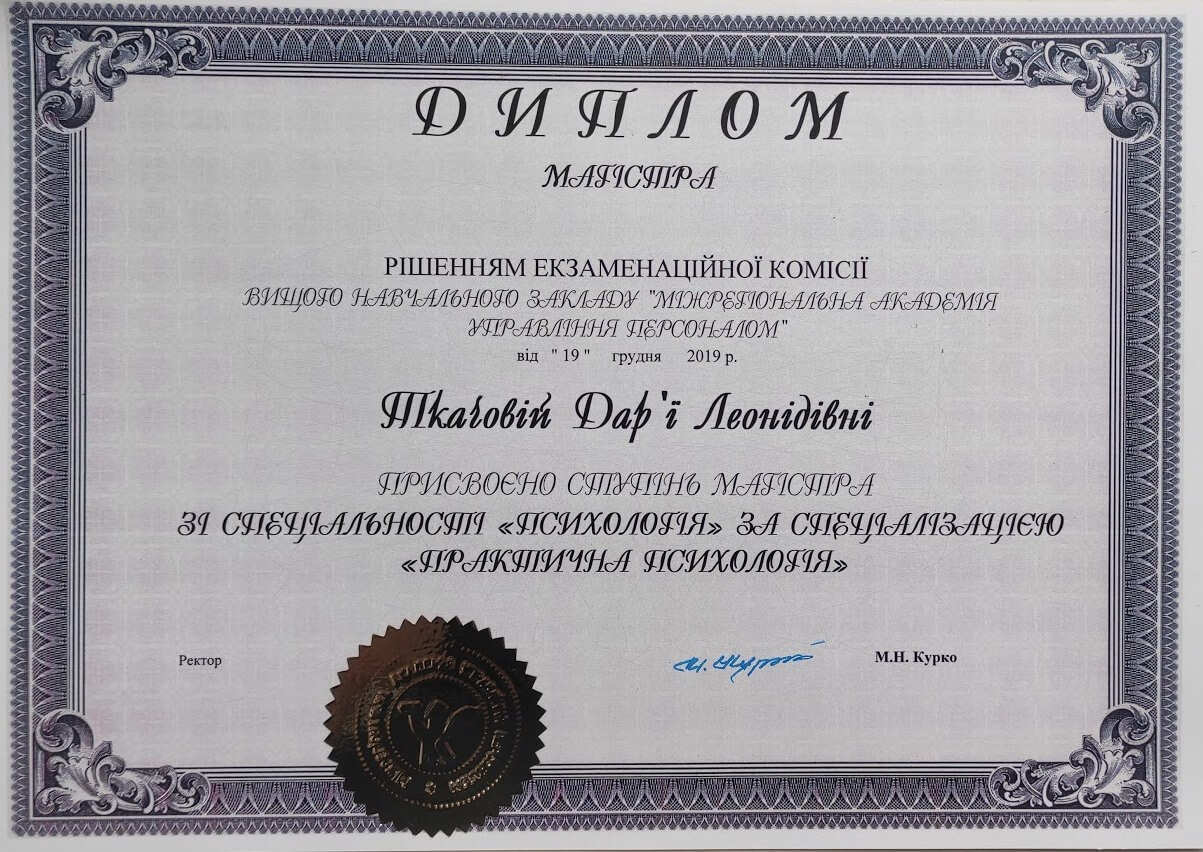 ДИПЛОМ
МАГІСТРА
РІШЕННЯМ ЕКЗАМЕНАЦІЙНОЇ КОМІСІЇ
ВИЩОГО НАВЧАЛЬНОГО ЗАКЛАДУ "МІЖРЕГІОНАЛЬНА АКАДЕМІЯ
УПРАВЛІННЯ ПЕРСОНАЛОМ"
від " 19 " грудня 2019 р.
Ткачовій Дар'ї Леонідівні
ПРИСВОЄНО СТУПІНЬ МАГІСТРА
ЗІ СПЕЦІАЛЬНОСТІ «ПСИХОЛОГІЯ» ЗА СПЕЦІАЛІЗАЦІЄЮ
«ПРАКТИЧНА ПСИХОЛОГІЯ»
Ректор М.Н. Курко